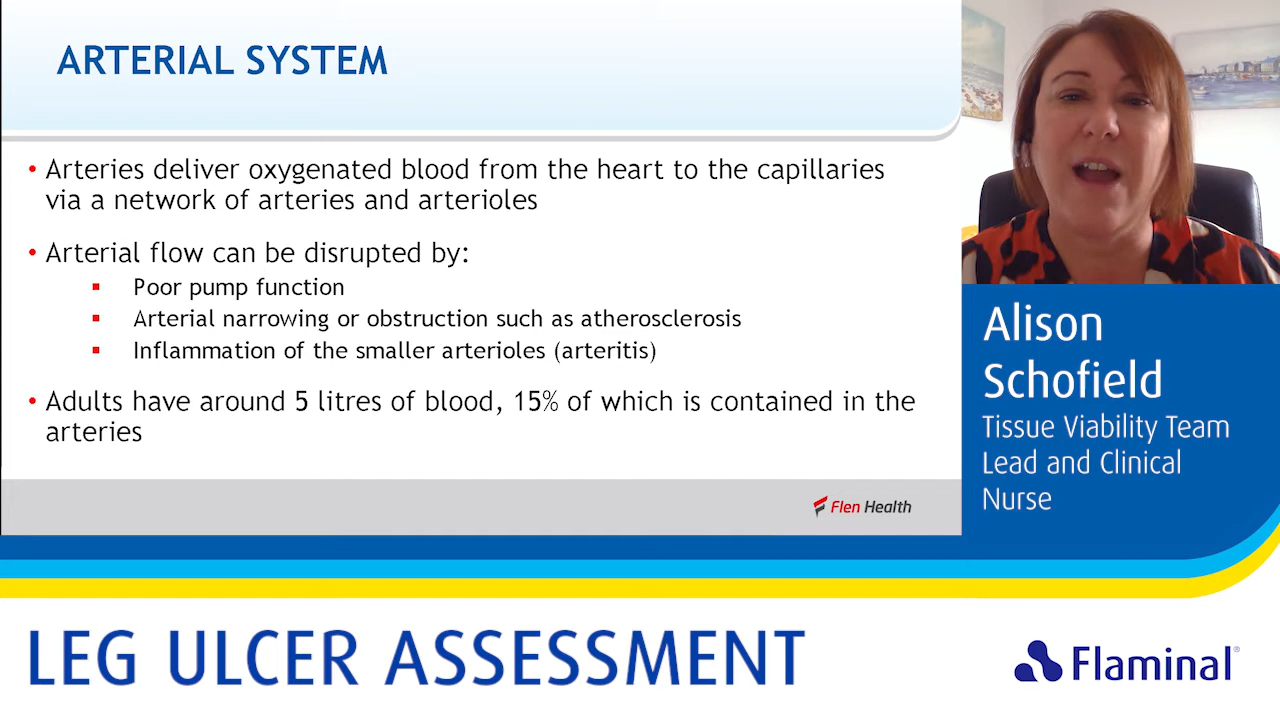 ARTERIAL SYSTEM
• Arteries deliver oxygenated blood from the heart to the capillaries
via a network of arteries and arterioles
• Arterial flow can be disrupted by:
▪ Poor pump function
▪ Arterial narrowing or obstruction such as atherosclerosis
▪ Inflammation of the smaller arterioles (arteritis)
• Adults have around 5 litres of blood, 15% of which is contained in the
arteries
Flen Health
Alison
Schofield
Tissue Viability Team
Lead and Clinical
Nurse
LEG ULCER ASSESSMENT
Flaminal®